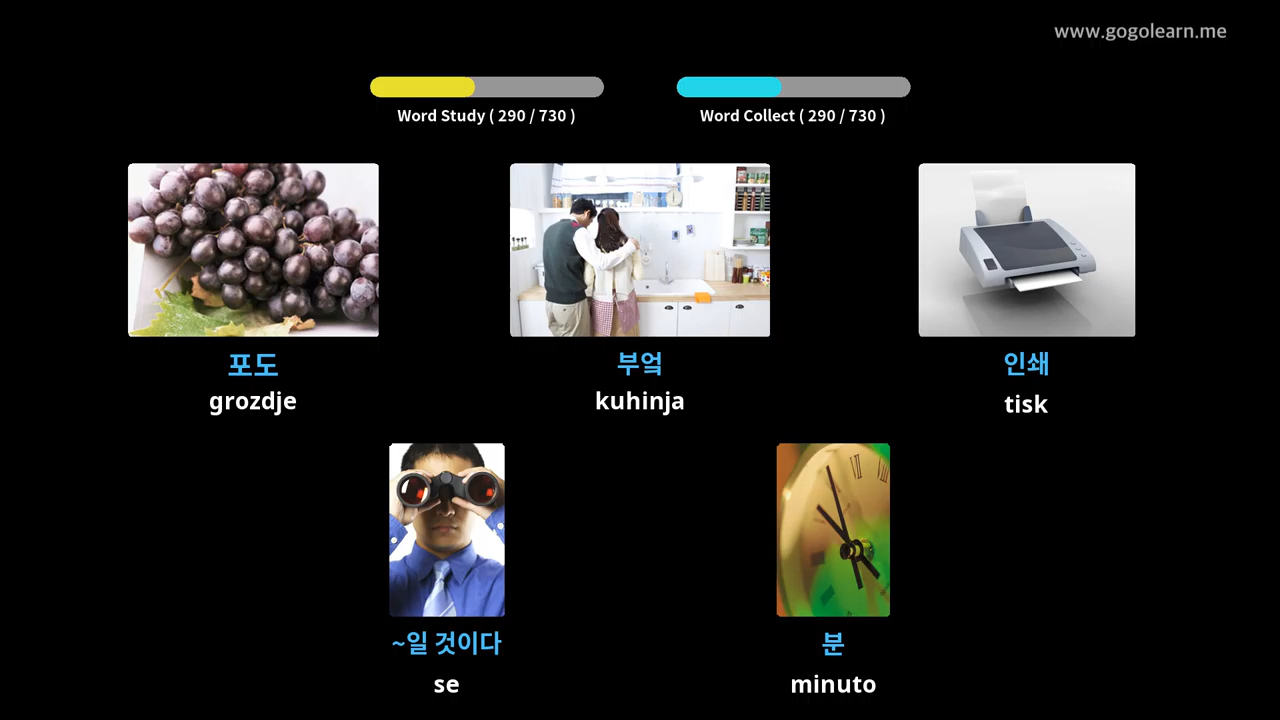 www.gogolearn.me
Word Study ( 290 / 730 )
Word Collect ( 290 / 730 )
포도
부엌
인쇄
grozdje
kuhinja
tisk
~일 것이다
분
se
minuto